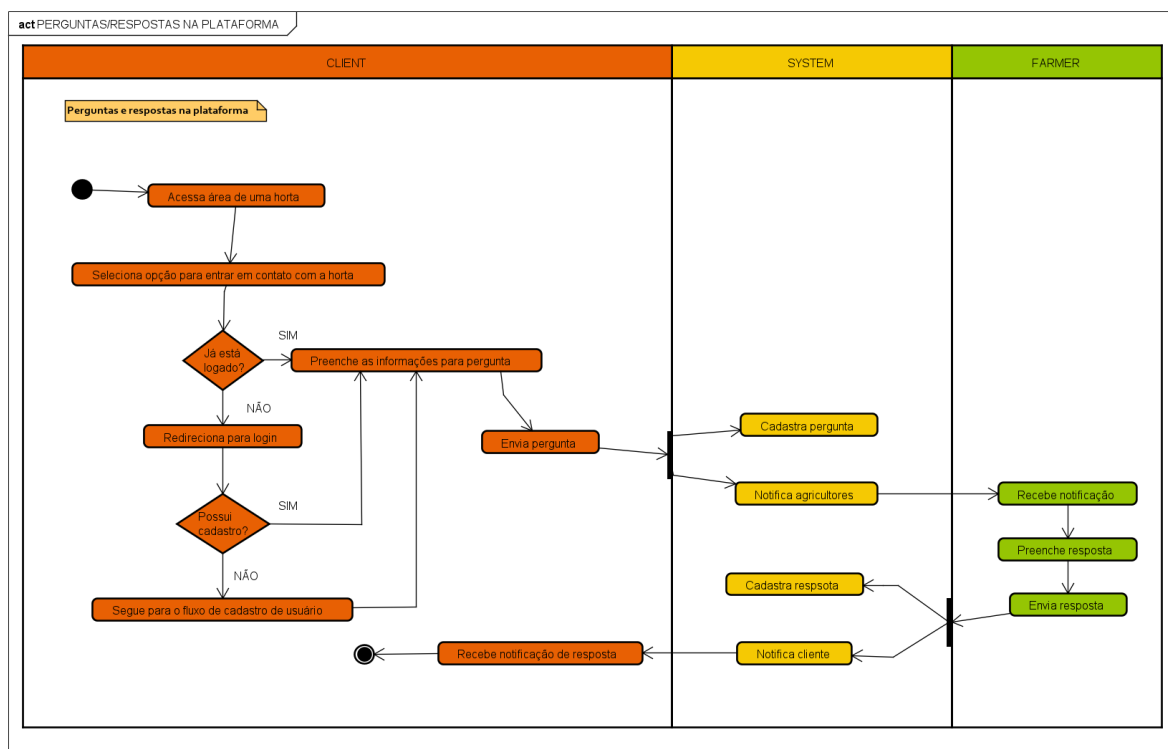 act PERGUNTAS/RESPOSTAS NA PLATAFORMA
CLIENT
SYSTEM
FARMER
Perguntas e respostas na plataforma
Acessa área de uma horta
Seleciona opção para entrar em contato com a horta
SIM
Já está
logado?
Preenche as informações para pergunta
NÃO
Redireciona para login
Envia pergunta
Cadastra pergunta
Notifica agricultores
Recebe notificação
SIM
Possui
cadastro?
Preenche resposta
NÃO
Cadastra respsota
Segue para o fluxo de cadastro de usuário
Envia resposta
Recebe notificação de resposta
Notifica cliente